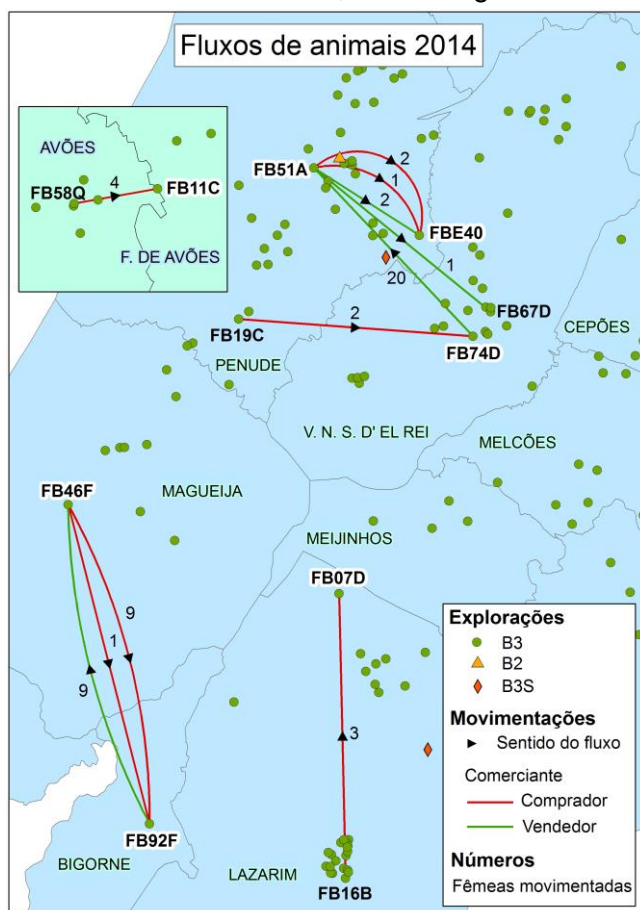 Fluxos de animais 2014
AVÕES
FB58Q
4
FB11C
F. DE AVÕES
FB51A
2
1
2
FBE40
20
1
FB67D
FB19C
2
FB74D
CEPÕES
PENUDE
V. N. S. D' EL REI
MELCÕES
FB46F
MAGUEIJA
MEIJINHOS
FB07D
9
1
9
3
FB92F
BIGORNE
LAZARIM
FB16B
Explorações
B3
B2
B3S
Movimentações
Sentido do fluxo
Comerciante
Comprador
Vendedor
Números
Fêmeas movimentadas